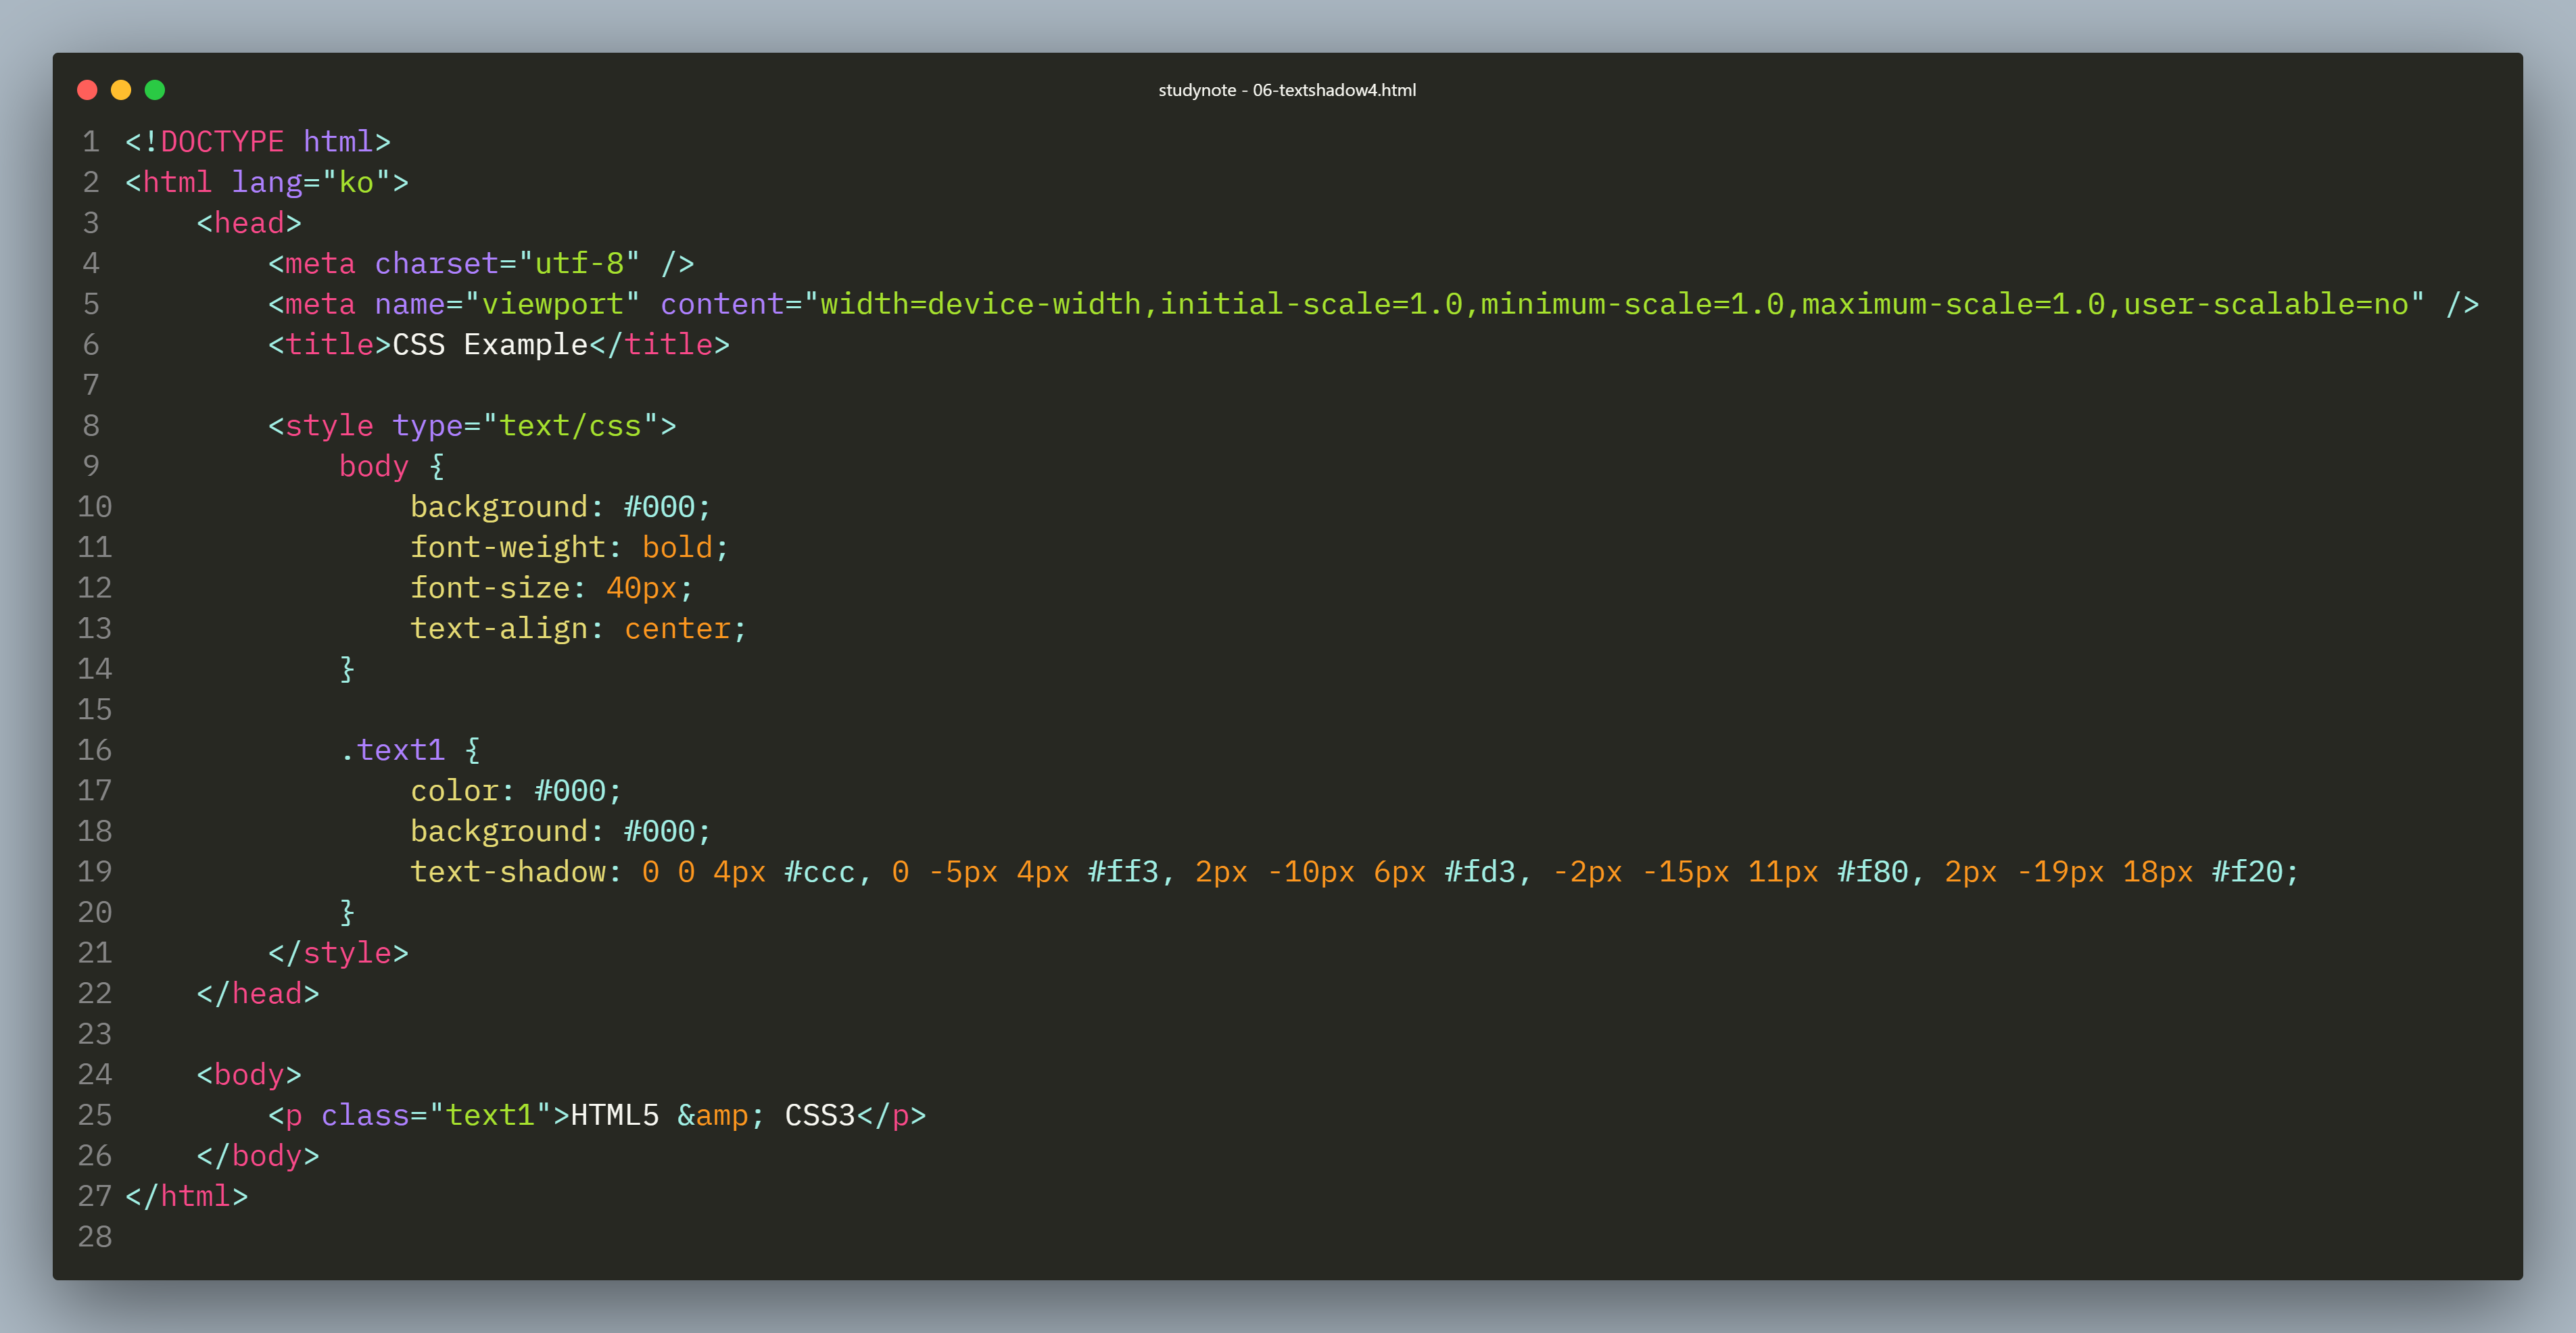 studynote - 06-textshadow4.html
1 <!DOCTYPE html>
2 <html lang="ko">
3     <head>
4         <meta charset="utf-8" />
5         <meta name="viewport" content="width=device-width,initial-scale=1.0,minimum-scale=1.0,maximum-scale=1.0,user-scalable=no" />
6         <title>CSS Example</title>
7
8         <style type="text/css">
9             body {
10                 background: #000;
11                 font-weight: bold;
12                 font-size: 40px;
13                 text-align: center;
14             }
15
16             .text1 {
17                 color: #000;
18                 background: #000;
19                 text-shadow: 0 0 4px #ccc, 0 -5px 4px #ff3, 2px -10px 6px #fd3, -2px -15px 11px #f80, 2px -19px 18px #f20;
20             }
21         </style>
22     </head>
23
24     <body>
25         <p class="text1">HTML5 &amp; CSS3</p>
26     </body>
27 </html>
28